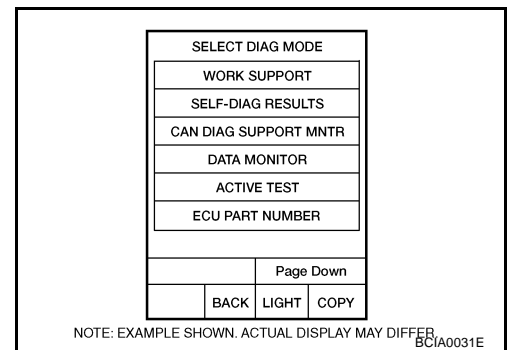 SELECT DIAG MODE
WORK SUPPORT
SELF-DIAG RESULTS
CAN DIAG SUPPORT MNTR
DATA MONITOR
ACTIVE TEST
ECU PART NUMBER
Page Down
BACK LIGHT COPY
NOTE: EXAMPLE SHOWN. ACTUAL DISPLAY MAY DIFFER.
BCIA0031E